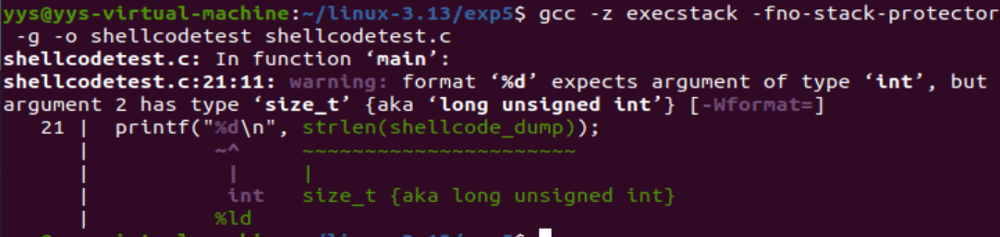 yys@yys-virtual-machine:~/linux-3.13/exp5$ gcc -z execstack -fno-stack-protector
 -g -o shellcodetest shellcodetest.c
shellcodetest.c: In function ‘main’:
shellcodetest.c:21:11: warning: format ‘%d’ expects argument of type ‘int’, but
argument 2 has type ‘size_t’ {aka ‘long unsigned int’} [-Wformat=]
   21 |  printf("%d\n", strlen(shellcode_dump));
      |          ~^     ~~~~~~~~~~~~~~~~~~~~~~
      |           |     |
      |           int   size_t {aka long unsigned int}
      |          %ld